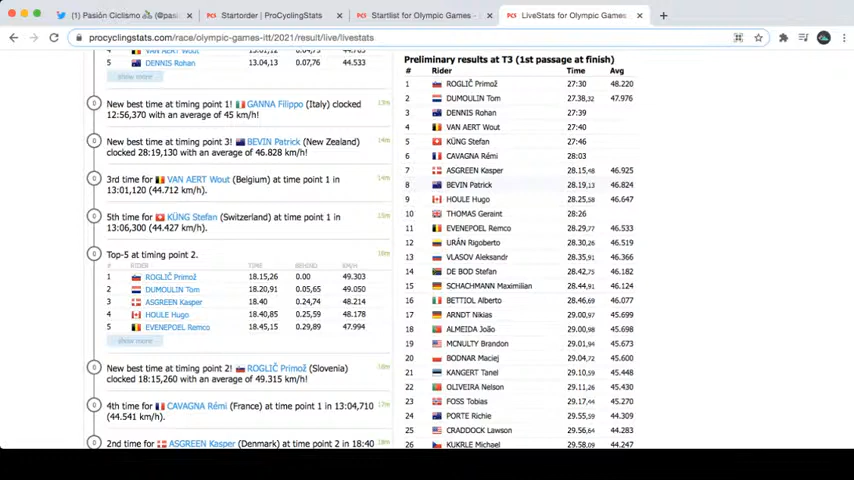 (1) Pasión Ciclismo 🚴 (@pasi
Startorder | ProCyclingStats
Startlist for Olympic Games -
LiveStats for Olympic Games
procyclingstats.com/race/olympic-games-itt/2021/result/live/livestats
4 VAN AERT Wout 13.04
5 DENNIS Rohan 13.04,13 0.07,76 44.533
show more
0 New best time at timing point 1! GANNA Filippo (Italy) clocked 13m
12:56,370 with an average of 45 km/h!
0 New best time at timing point 3! BEVIN Patrick (New Zealand) 14m
clocked 28:19,130 with an average of 46.828 km/h!
0 3rd time for VAN AERT Wout (Belgium) at time point 1 in 14m
13:01,120 (44.712 km/r).
0 5th time for KÜNG Stefan (Switzerland) at time point 1 in 15m
13:06,300 (44.427 km/r).
0 Top-5 at timing point 2. 16m
# RIDER TIME BEHIND KM/H
1 ROGLIČ Primož 18.15,26 0.00 49.303
2 DUMOULIN Tom 18.20,91 0.05,65 49.050
3 ASGREEN Kasper 18.40 0.24,74 48.214
4 HOULE Hugo 18.40,85 0.25,59 48.178
5 EVENEPOEL Remco 18.45,15 0.29,89 47.994
show more
0 New best time at timing point 2! ROGLIČ Primož (Slovenia)
clocked 18:15,260 with an average of 49.315 km/h!
0 4th time for CAVAGNA Rémi (France) at time point 1 in 13:04,710
(44.541 km/r).
0 2nd time for ASGREEN Kasper (Denmark) at time point 2 in 18:40
Preliminary results at T3 (1st passage at finish)
# Rider Time Avg
1 ROGLIČ Primož 27:30 48.220
2 DUMOULIN Tom 27.38,32 47.976
3 DENNIS Rohan 27:39
4 VAN AERT Wout 27:40
5 KÜNG Stefan 27:46
6 CAVAGNA Rémi 28:03
7 ASGREEN Kasper 28.15,48 46.925
8 BEVIN Patrick 28.19,13 46.824
9 HOULE Hugo 28.25,58 46.647
10 THOMAS Geraint 28:26
11 EVENEPOEL Remco 28.29,77 46.533
12 URÁN Rigoberto 28.30,26 46.519
13 VLASOV Aleksandr 28.35,91 46.366
14 DE BOD Stefan 28.42,75 46.182
15 SCHACHMANN Maximilian 28.44,91 46.124
16 BETTIOL Alberto 28.46,69 46.077
17 ARNDT Nikias 29.00,97 45.699
18 ALMEIDA João 29.00,98 45.698
19 MCNULTY Brandon 29.01,94 45.673
20 BODNAR Maciej 29.04,72 45.600
21 KANGERT Tanel 29.10,59 45.448
22 OLIVEIRA Nelson 29.11,26 45.430
23 FOSS Tobias 29.17,44 45.270
24 PORTE Richie 29.55,59 44.309
25 CRADDOCK Lawson 29.56,64 44.283
26 KUKRLE Michael 29.58,09 44.247